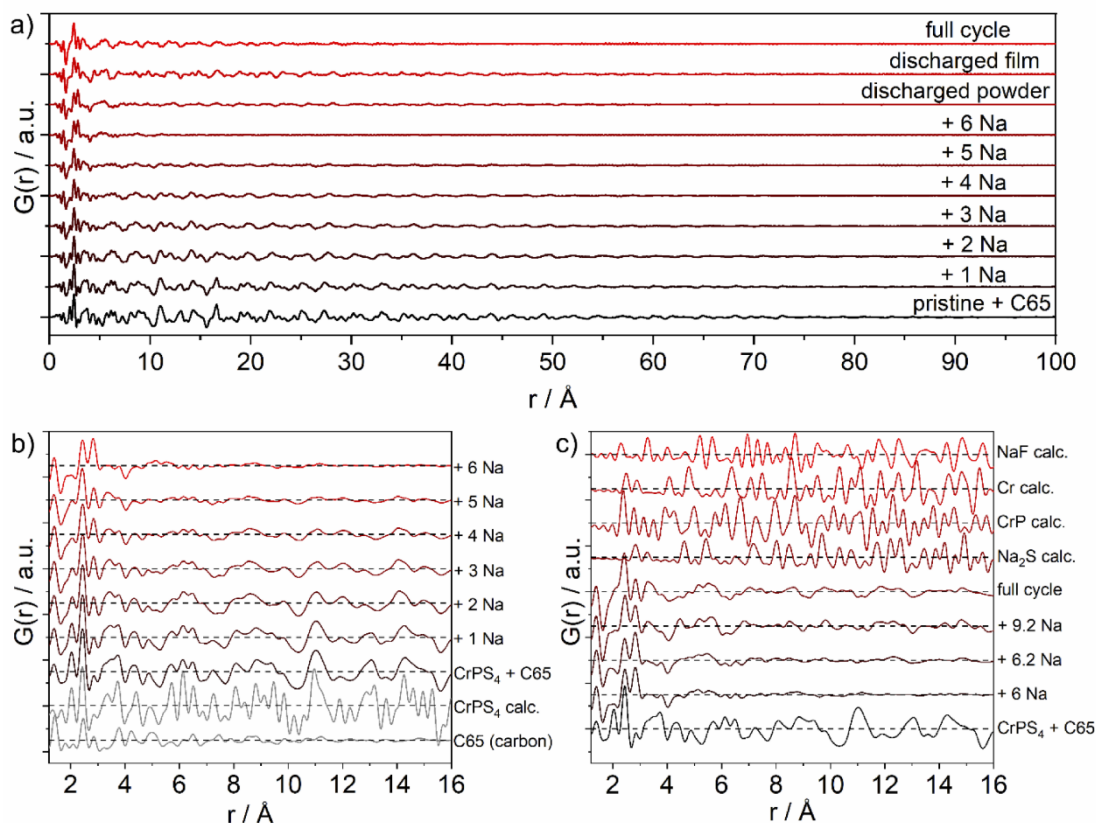 a)
G(r) / a.u.
full cycle
discharged film
discharged powder
+ 6 Na
+ 5 Na
+ 4 Na
+ 3 Na
+ 2 Na
+ 1 Na
pristine + C65
0 10 20 30 40 50 60 70 80 90 100
r / Å
b)
G(r) / a.u.
+ 6 Na
+ 5 Na
+ 4 Na
+ 3 Na
+ 2 Na
+ 1 Na
CrPS₄ + C65
CrPS₄ calc.
C65 (carbon)
2 4 6 8 10 12 14 16
r / Å
c)
G(r) / a.u.
NaF calc.
Cr calc.
CrP calc.
Na₂S calc.
full cycle
+ 9.2 Na
+ 6.2 Na
+ 6 Na
CrPS₄ + C65
2 4 6 8 10 12 14 16
r / Å